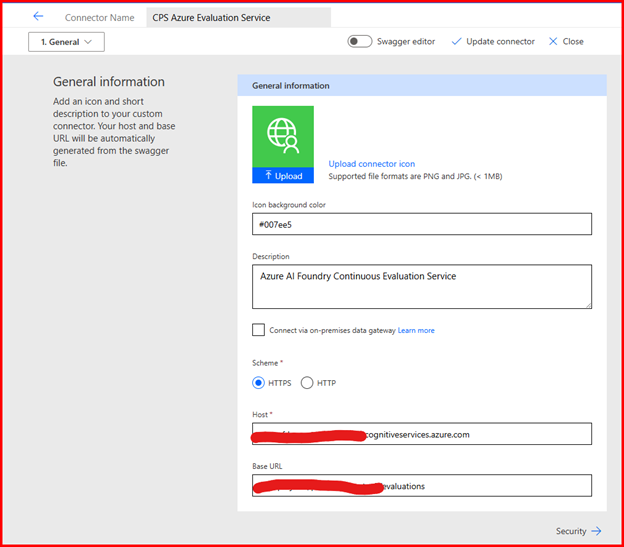 Connector Name
CPS Azure Evaluation Service
1. General
Swagger editor
Update connector
Close
General information
Add an icon and short
description to your custom
connector. Your host and base
URL will be automatically
generated from the swagger
file.
General information
Upload
Upload connector icon
Supported file formats are PNG and JPG. (< 1MB)
Icon background color
#007ee5
Description
Azure AI Foundry Continuous Evaluation Service
Connect via on-premises data gateway Learn more
Scheme *
HTTPS
HTTP
Host *
cognitiveservices.azure.com
Base URL
evaluations
Security